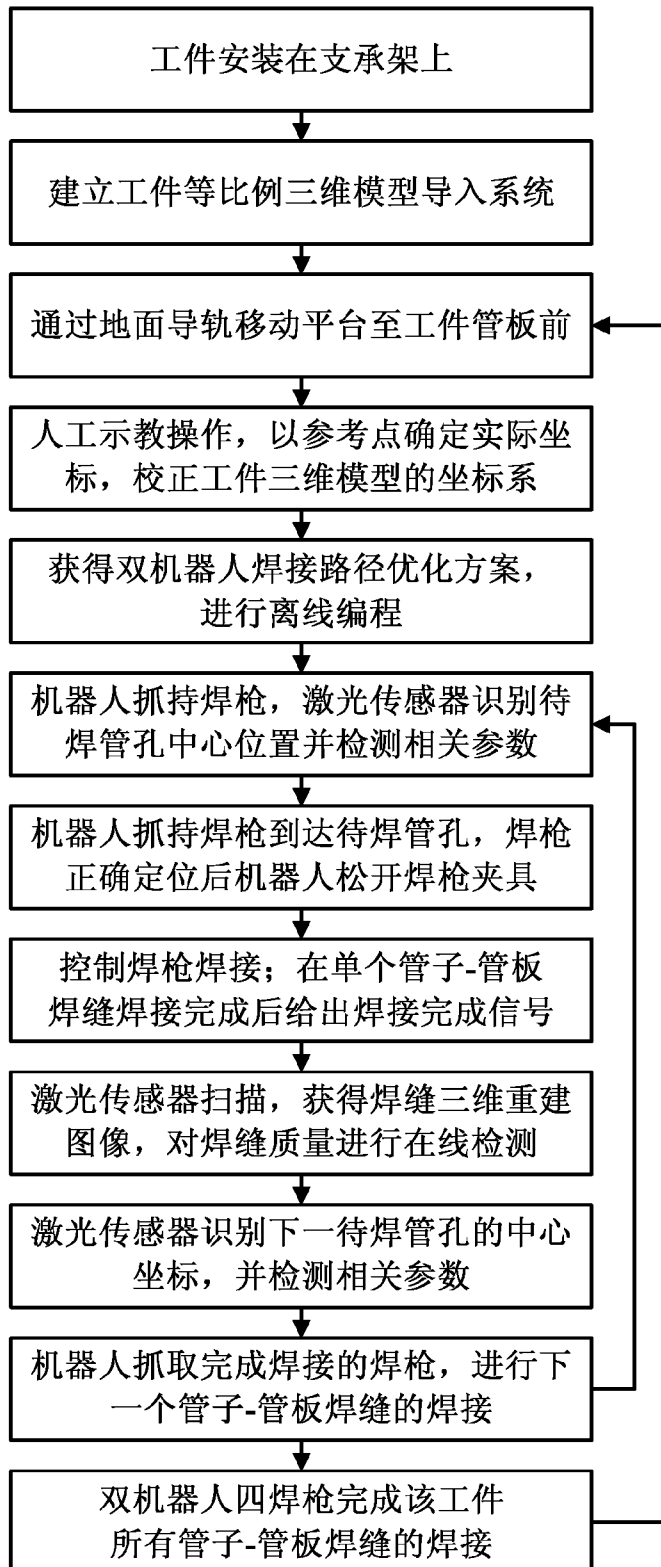 工件安装在支承架上
建立工件等比例三维模型导入系统
通过地面导轨移动平台至工件管板前
人工示教操作，以参考点确定实际坐
标，校正工件三维模型的坐标系
获得双机器人焊接路径优化方案，
进行离线编程
机器人抓持焊枪，激光传感器识别待
焊管孔中心位置并检测相关参数
机器人抓持焊枪到达待焊管孔，焊枪
正确定位后机器人松开焊枪夹具
控制焊枪焊接；在单个管子-管板
焊缝焊接完成后给出焊接完成信号
激光传感器扫描，获得焊缝三维重建
图像，对焊缝质量进行在线检测
激光传感器识别下一待焊管孔的中心
坐标，并检测相关参数
机器人抓取完成焊接的焊枪，进行下
一个管子-管板焊缝的焊接
双机器人四焊枪完成该工件
所有管子-管板焊缝的焊接